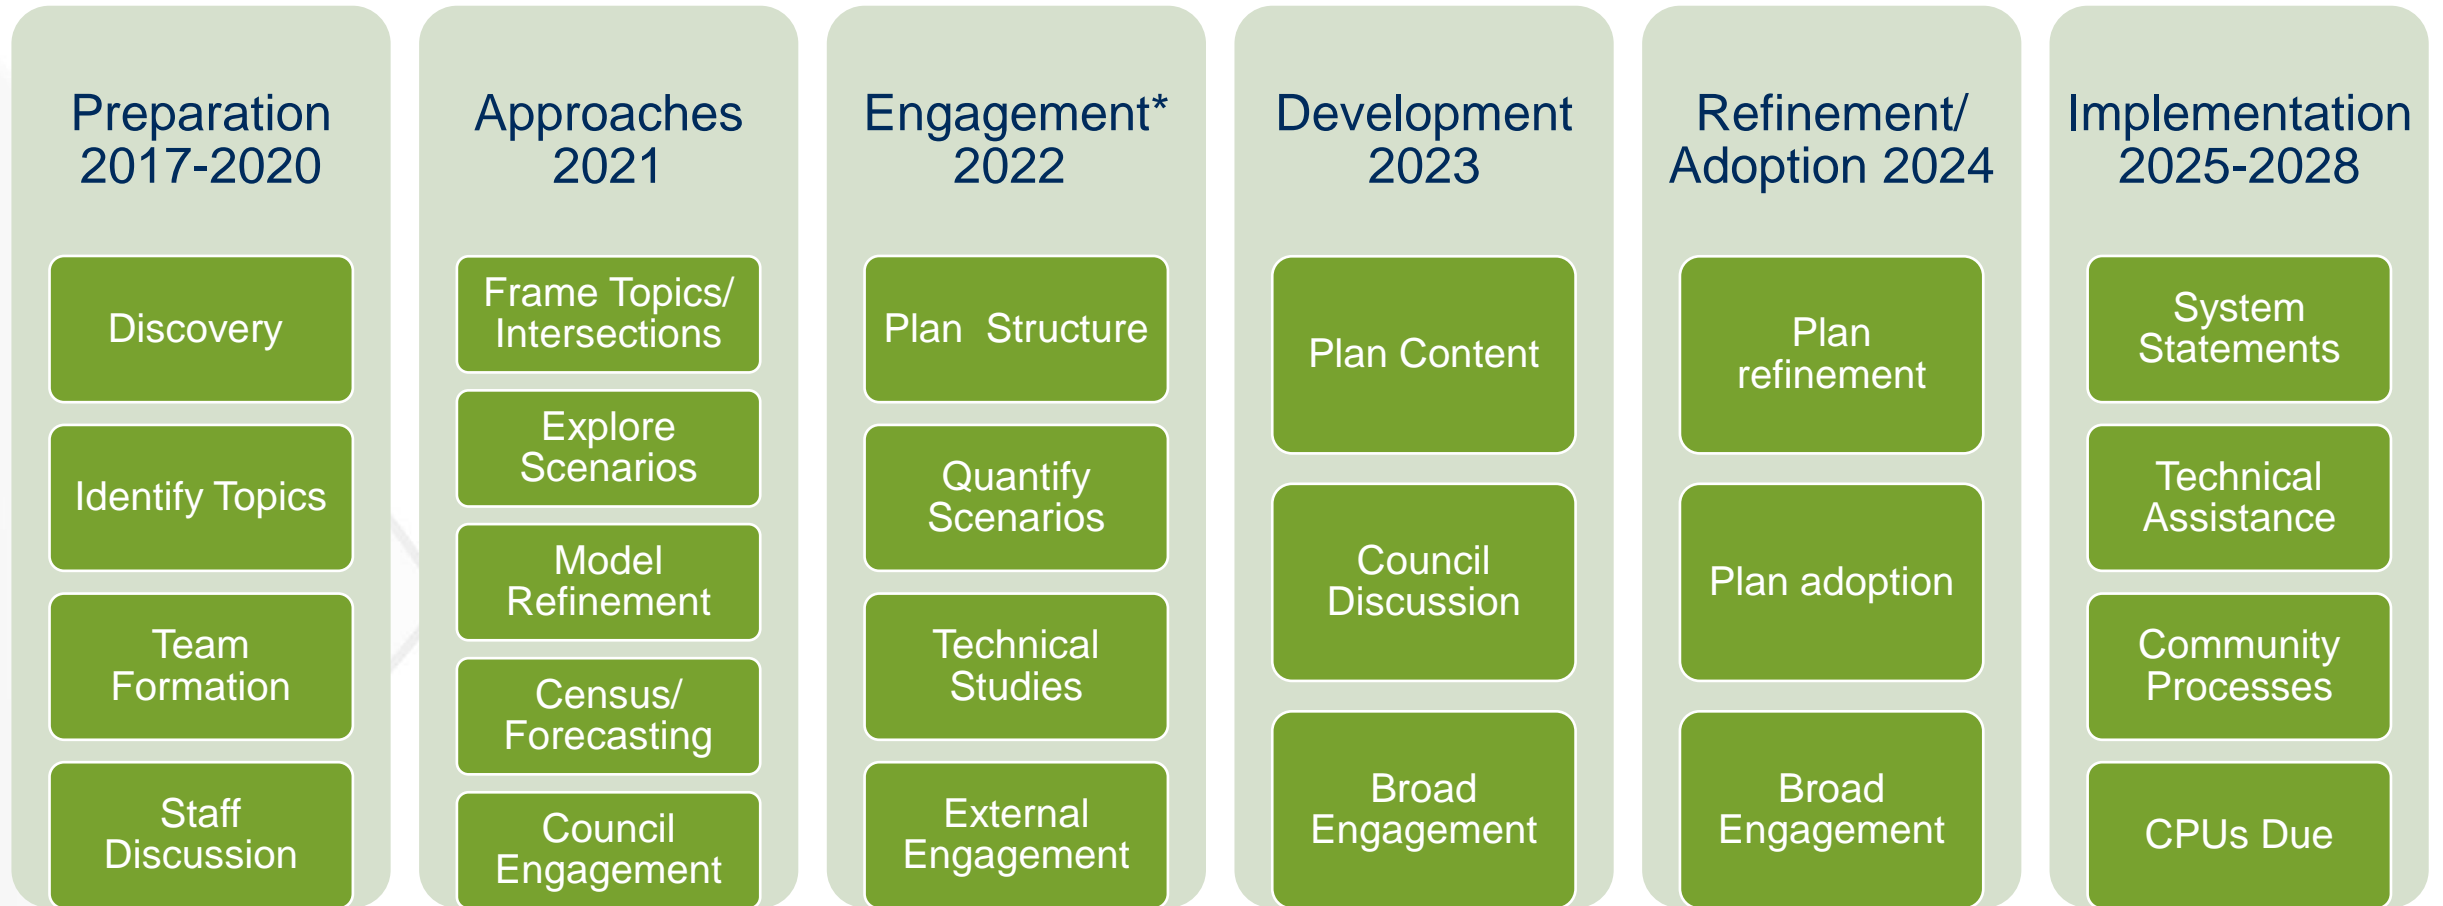 Preparation
2017-2020
Discovery
Identify Topics
Team
Formation
Staff
Discussion
Approaches
2021
Frame Topics/
Intersections
Explore
Scenarios
Model
Refinement
Census/
Forecasting
Council
Engagement
Engagement*
2022
Plan  Structure
Quantify
Scenarios
Technical
Studies
External
Engagement
Development
2023
Plan Content
Council
Discussion
Broad
Engagement
Refinement/
Adoption 2024
Plan
refinement
Plan adoption
Broad
Engagement
Implementation
2025-2028
System
Statements
Technical
Assistance
Community
Processes
CPUs Due